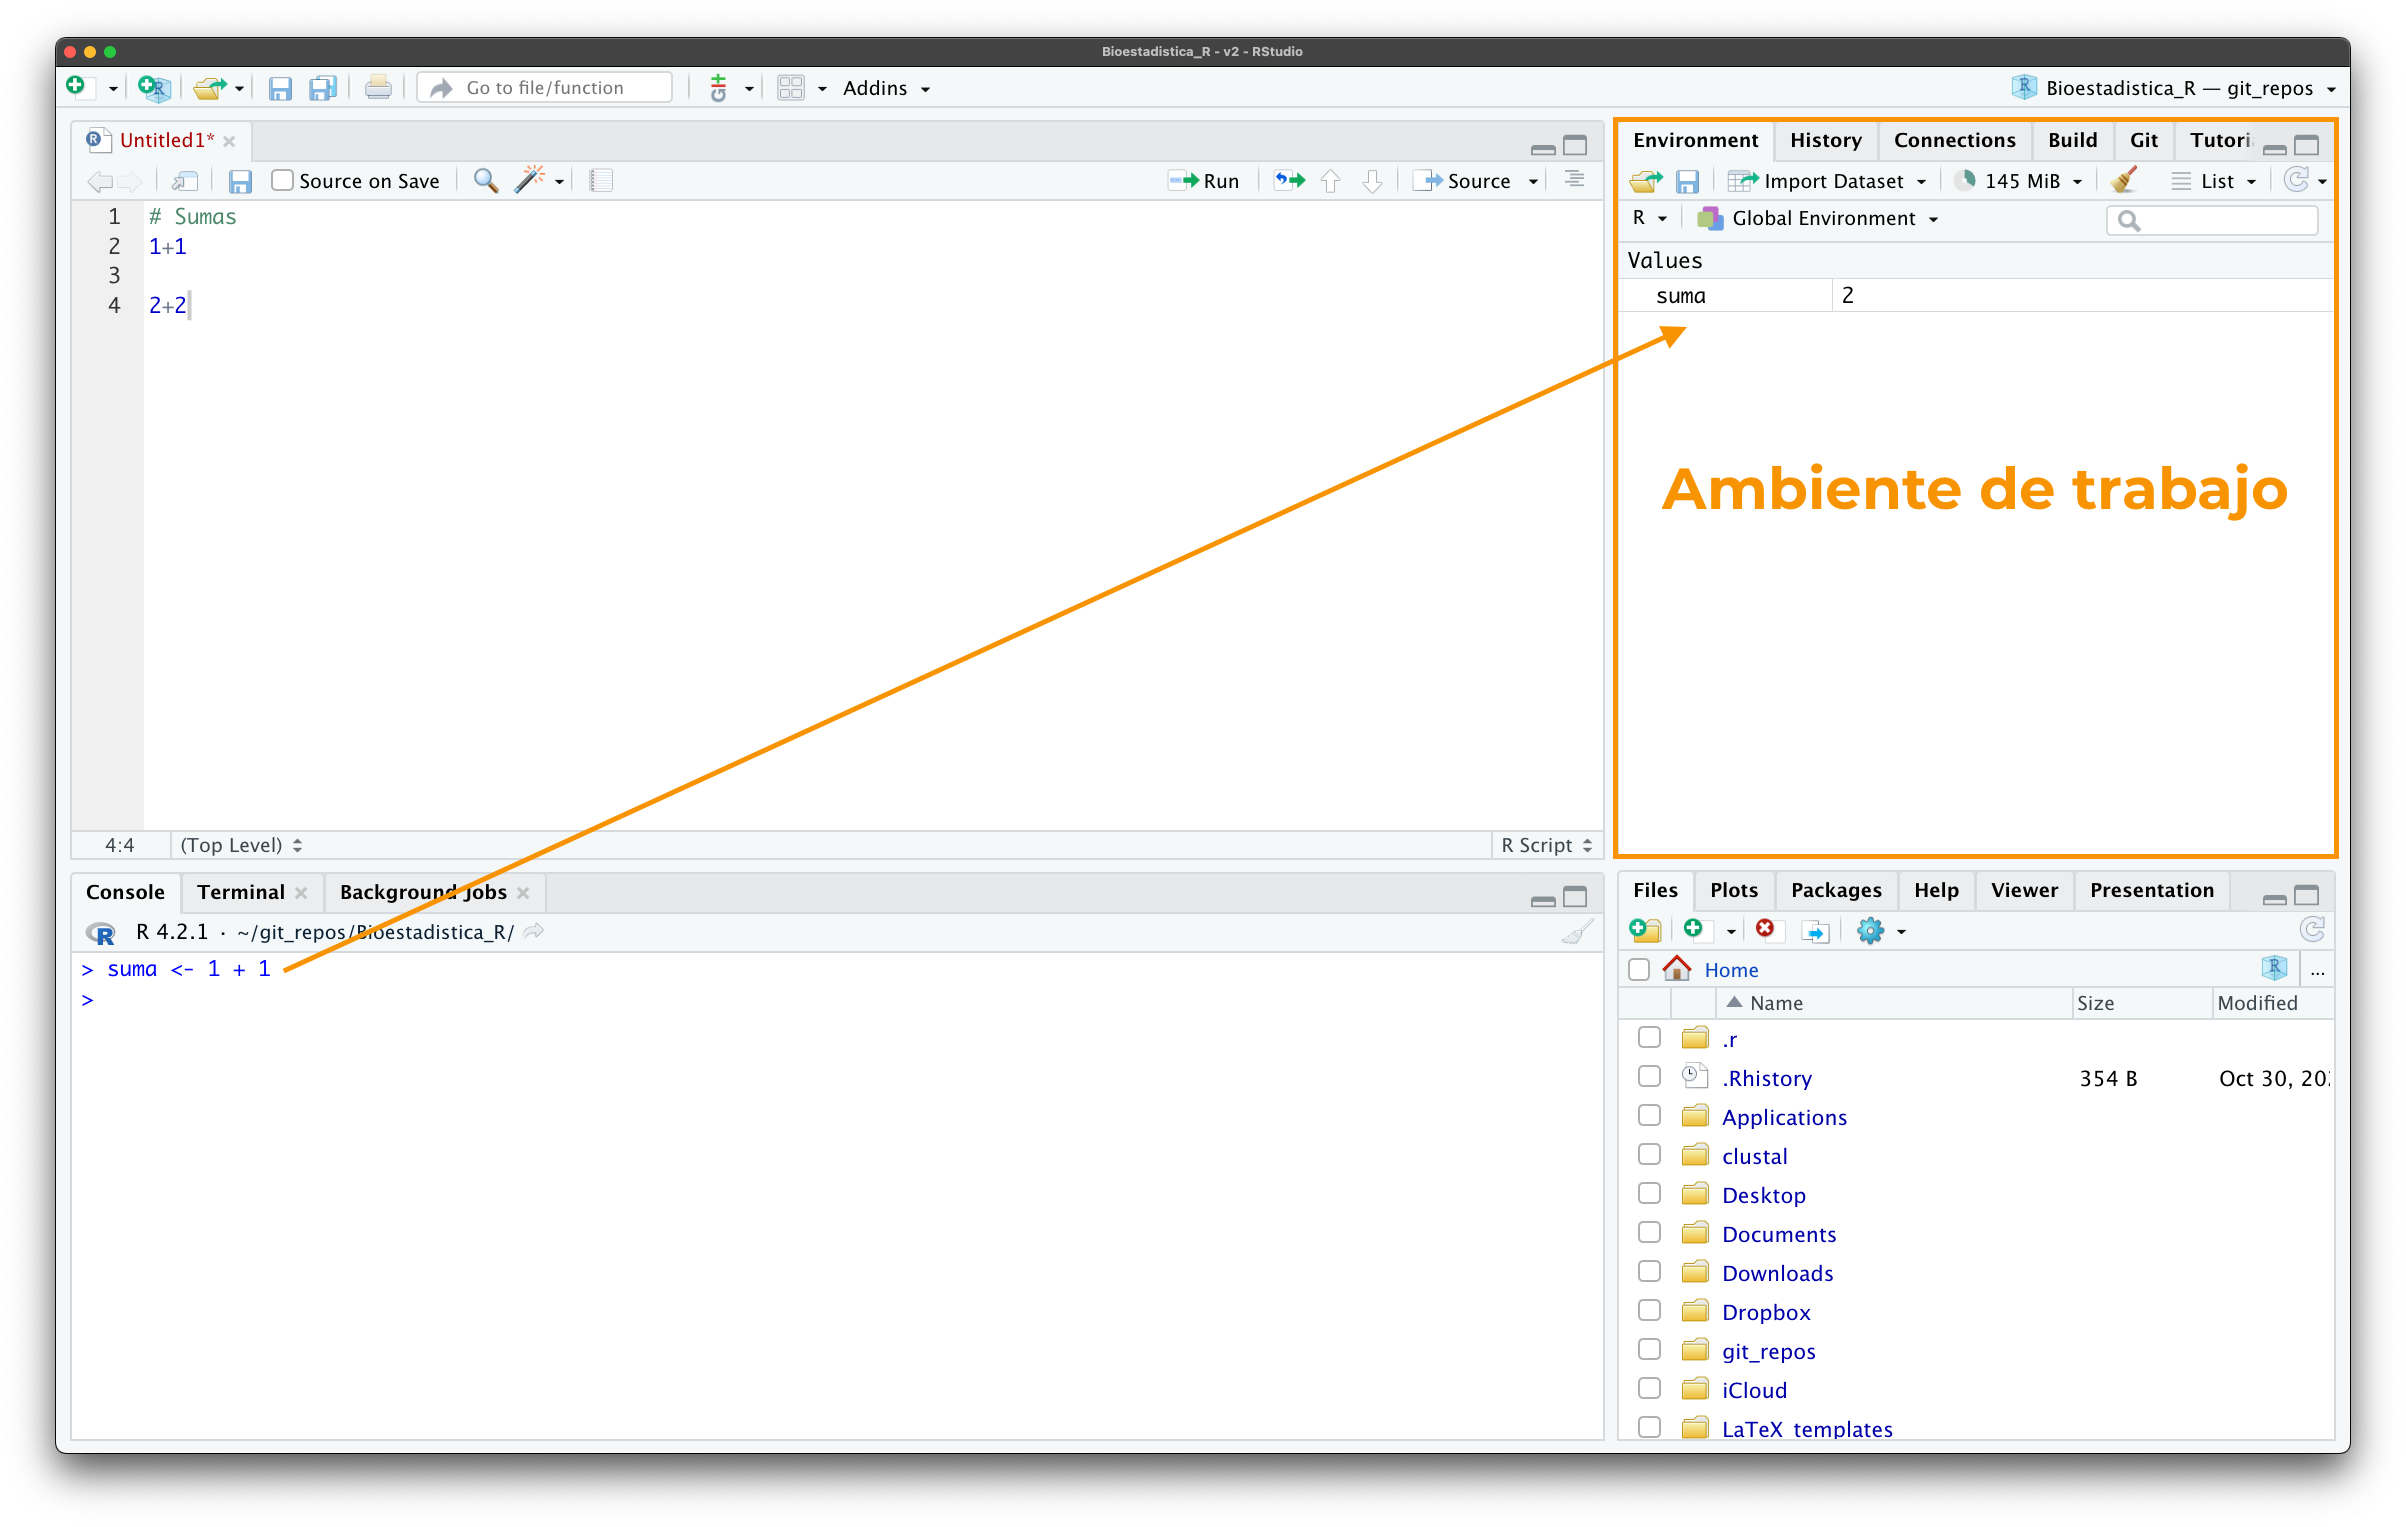 Bioestadistica_R - v2 - RStudio
Go to file/function
Git
Addins
Bioestadistica_R — git_repos
Untitled1*
Source on Save
Run
Source
1 # Sumas
2 1+1
3
4 2+2
4:4 (Top Level) R Script
Environment History Connections Build Git Tutori
Import Dataset 145 MiB List
R Global Environment
Values
suma 2
Ambiente de trabajo
Console Terminal Background Jobs
R 4.2.1 · ~/git_repos/Bioestadistica_R/
> suma <- 1 + 1
>
Files Plots Packages Help Viewer Presentation
Home ...
Name Size Modified
.r
.Rhistory 354 B Oct 30, 20
Applications
clustal
Desktop
Documents
Downloads
Dropbox
git_repos
iCloud
LaTeX_templates